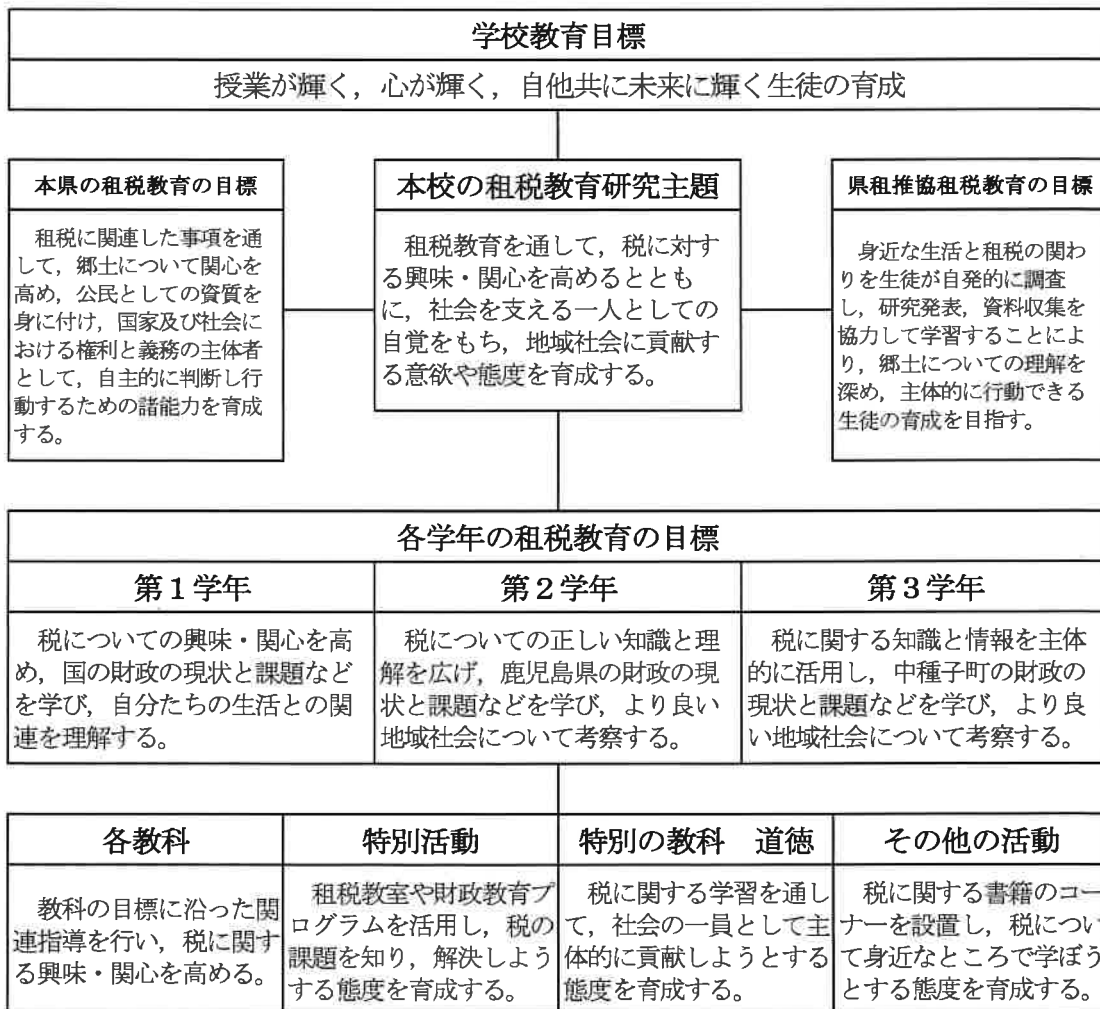 学校教育目標
授業が輝く，心が輝く，自他共に未来に輝く生徒の育成
本県の租税教育の目標
租税に関連した事項を通
して，郷土について関心を
高め，公民としての資質を
身に付け，国家及び社会に
おける権利と義務の主体者
として，自主的に判断し行
動するための諸能力を育成
する。
本校の租税教育研究主題
租税教育を通して，税に対す
る興味・関心を高めるととも
に，社会を支える一人としての
自覚をもち，地域社会に貢献す
る意欲や態度を育成する。
県租推協租税教育の目標
身近な生活と租税の関わ
りを生徒が自発的に調査
し，研究発表，資料収集を
協力して学習することによ
り，郷土についての理解を
深め，主体的に行動できる
生徒の育成を目指す。
各学年の租税教育の目標
第１学年
税についての興味・関心を高
め，国の財政の現状と課題など
を学び，自分たちの生活との関
連を理解する。
第２学年
税についての正しい知識と理
解を広げ，鹿児島県の財政の現
状と課題などを学び，より良い
地域社会について考察する。
第３学年
税に関する知識と情報を主体
的に活用し，中種子町の財政の
現状と課題などを学び，より良
い地域社会について考察する。
各教科
教科の目標に沿った関
連指導を行い，税に関す
る興味・関心を高める。
特別活動
租税教室や財政教育プ
ログラムを活用し，税の
課題を知り，解決しよう
する態度を育成する。
特別の教科　道徳
税に関する学習を通し
て，社会の一員として主
体的に貢献しようとする
態度を育成する。
その他の活動
税に関する書籍のコー
ナーを設置し，税につい
て身近なところで学ぼう
とする態度を育成する。